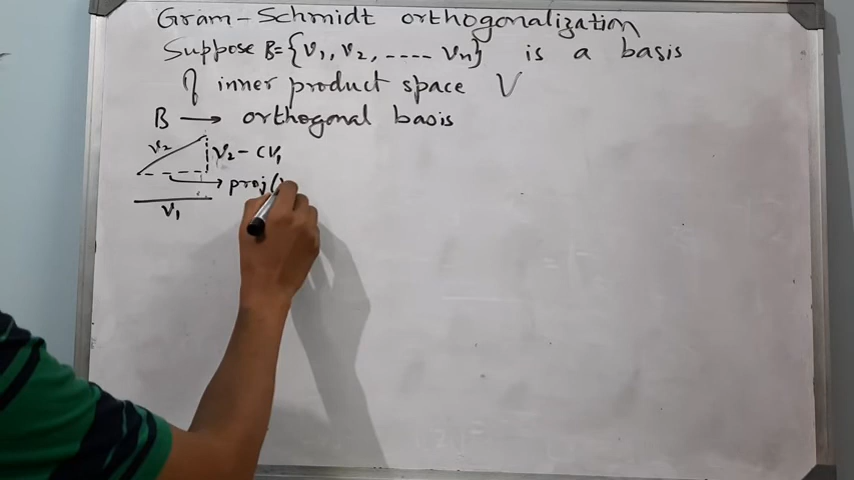 Gram-Schmidt orthogonalization
Suppose B={v1, v2, ---- vn} is a basis
of inner product space V
B → orthogonal basis
v2
v2 - cv1
proj(
v1